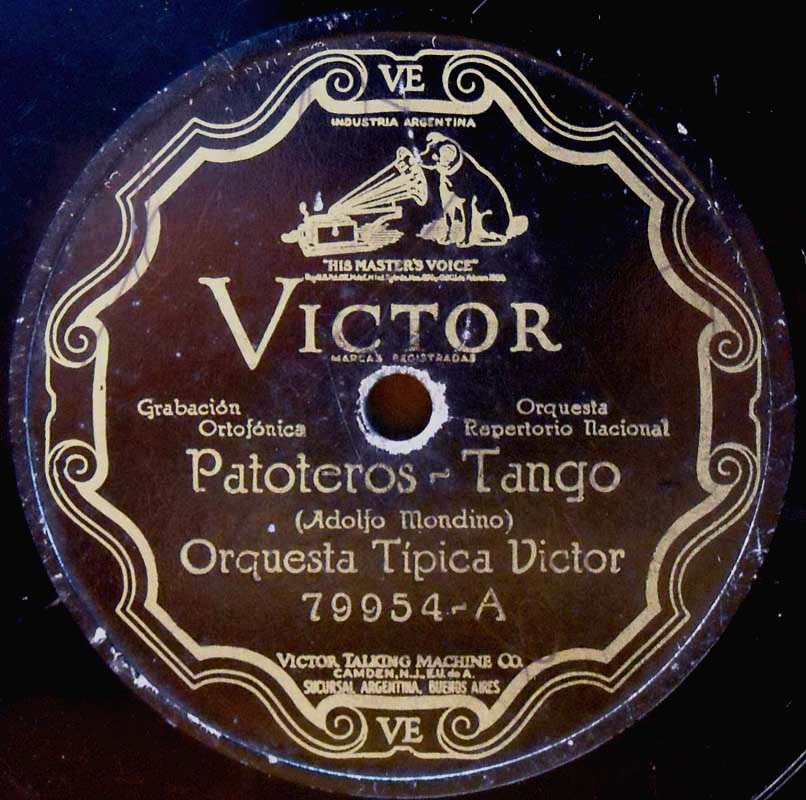 VE
INDUSTRIA ARGENTINA
"HIS MASTER'S VOICE"
VICTOR
MARCAS REGISTRADAS
Grabación Orquesta
Ortofónica Repertorio Nacional
Patoteros - Tango
(Adolfo Mondino)
Orquesta Típica Victor
79954-A
VICTOR TALKING MACHINE CO.
CAMDEN, N.J., E.U. de A.
SUCURSAL ARGENTINA, BUENOS AIRES
VE